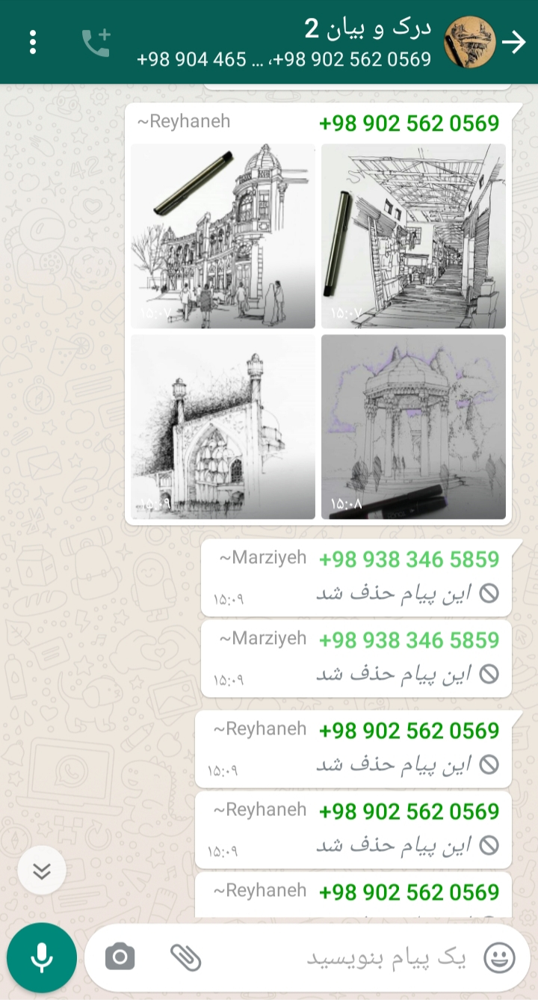 درک و بیان 2
+98 902 562 0569، +98 904 465 ...
+98 902 562 0569 ~Reyhaneh
۱۵:۰۷
۱۵:۰۷
۱۵:۰۸
۱۵:۰۹
+98 938 346 5859 ~Marziyeh
این پیام حذف شد
۱۵:۰۹
+98 938 346 5859 ~Marziyeh
این پیام حذف شد
۱۵:۰۹
+98 902 562 0569 ~Reyhaneh
این پیام حذف شد
۱۵:۰۹
+98 902 562 0569 ~Reyhaneh
این پیام حذف شد
۱۵:۰۹
+98 902 562 0569 ~Reyhaneh
یک پیام بنویسید